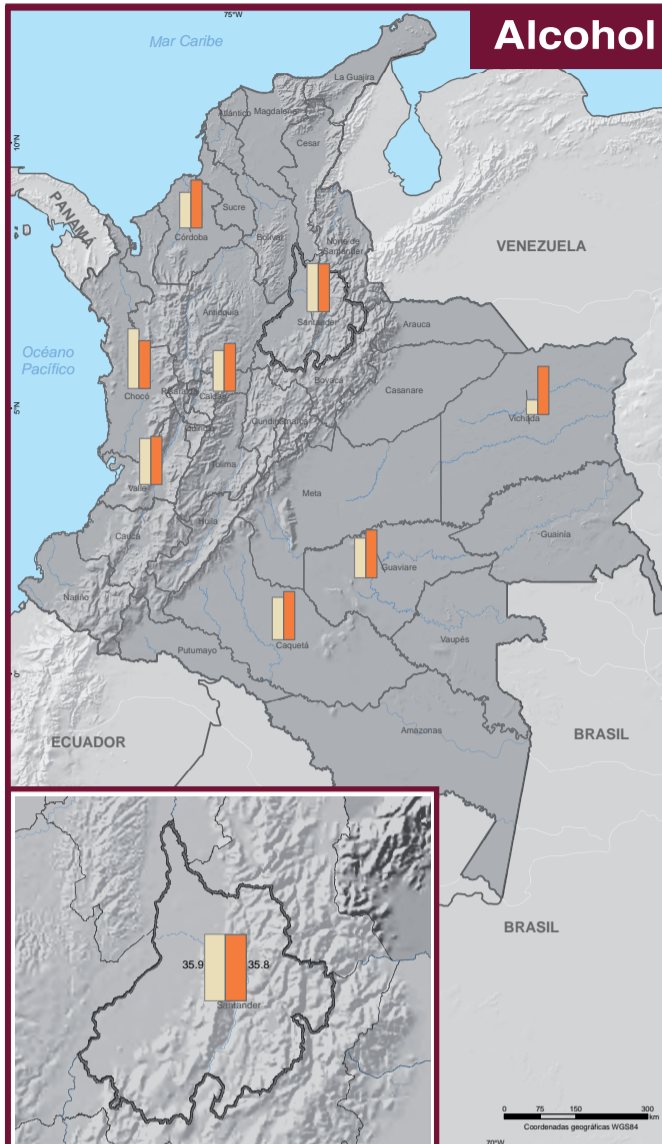 75°W
Alcohol
Mar Caribe
La Guajira
Atlántico
Magdalena
Cesar
10°N
PANAMÁ
Sucre
Córdoba
Bolívar
Norte de
Santander
VENEZUELA
Santander
Antioquia
Arauca
Océano
Pacífico
Boyacá
Casanare
Chocó
Risaralda
Caldas
Vichada
5°N
Cundinamarca
Quindío
Tolima
Valle
Meta
Huila
Cauca
Guainía
Guaviare
Nariño
Vaupés
Caquetá
Putumayo
0°
Amazonas
ECUADOR
BRASIL
BRASIL
35.9
35.8
Santander
0 75 150 300
km
Coordenadas geográficas WGS84
70°W